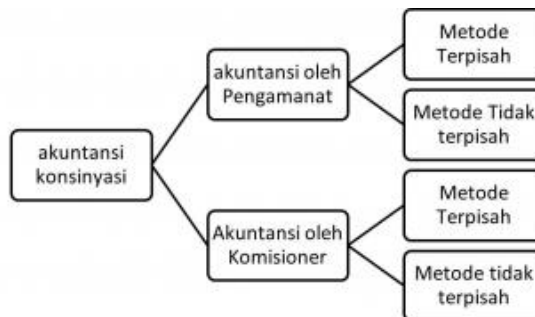 akuntansi
konsinyasi
akuntansi oleh
Pengamanat
Metode
Terpisah
Metode Tidak
terpisah
Akuntansi oleh
Komisioner
Metode
Terpisah
Metode tidak
terpisah